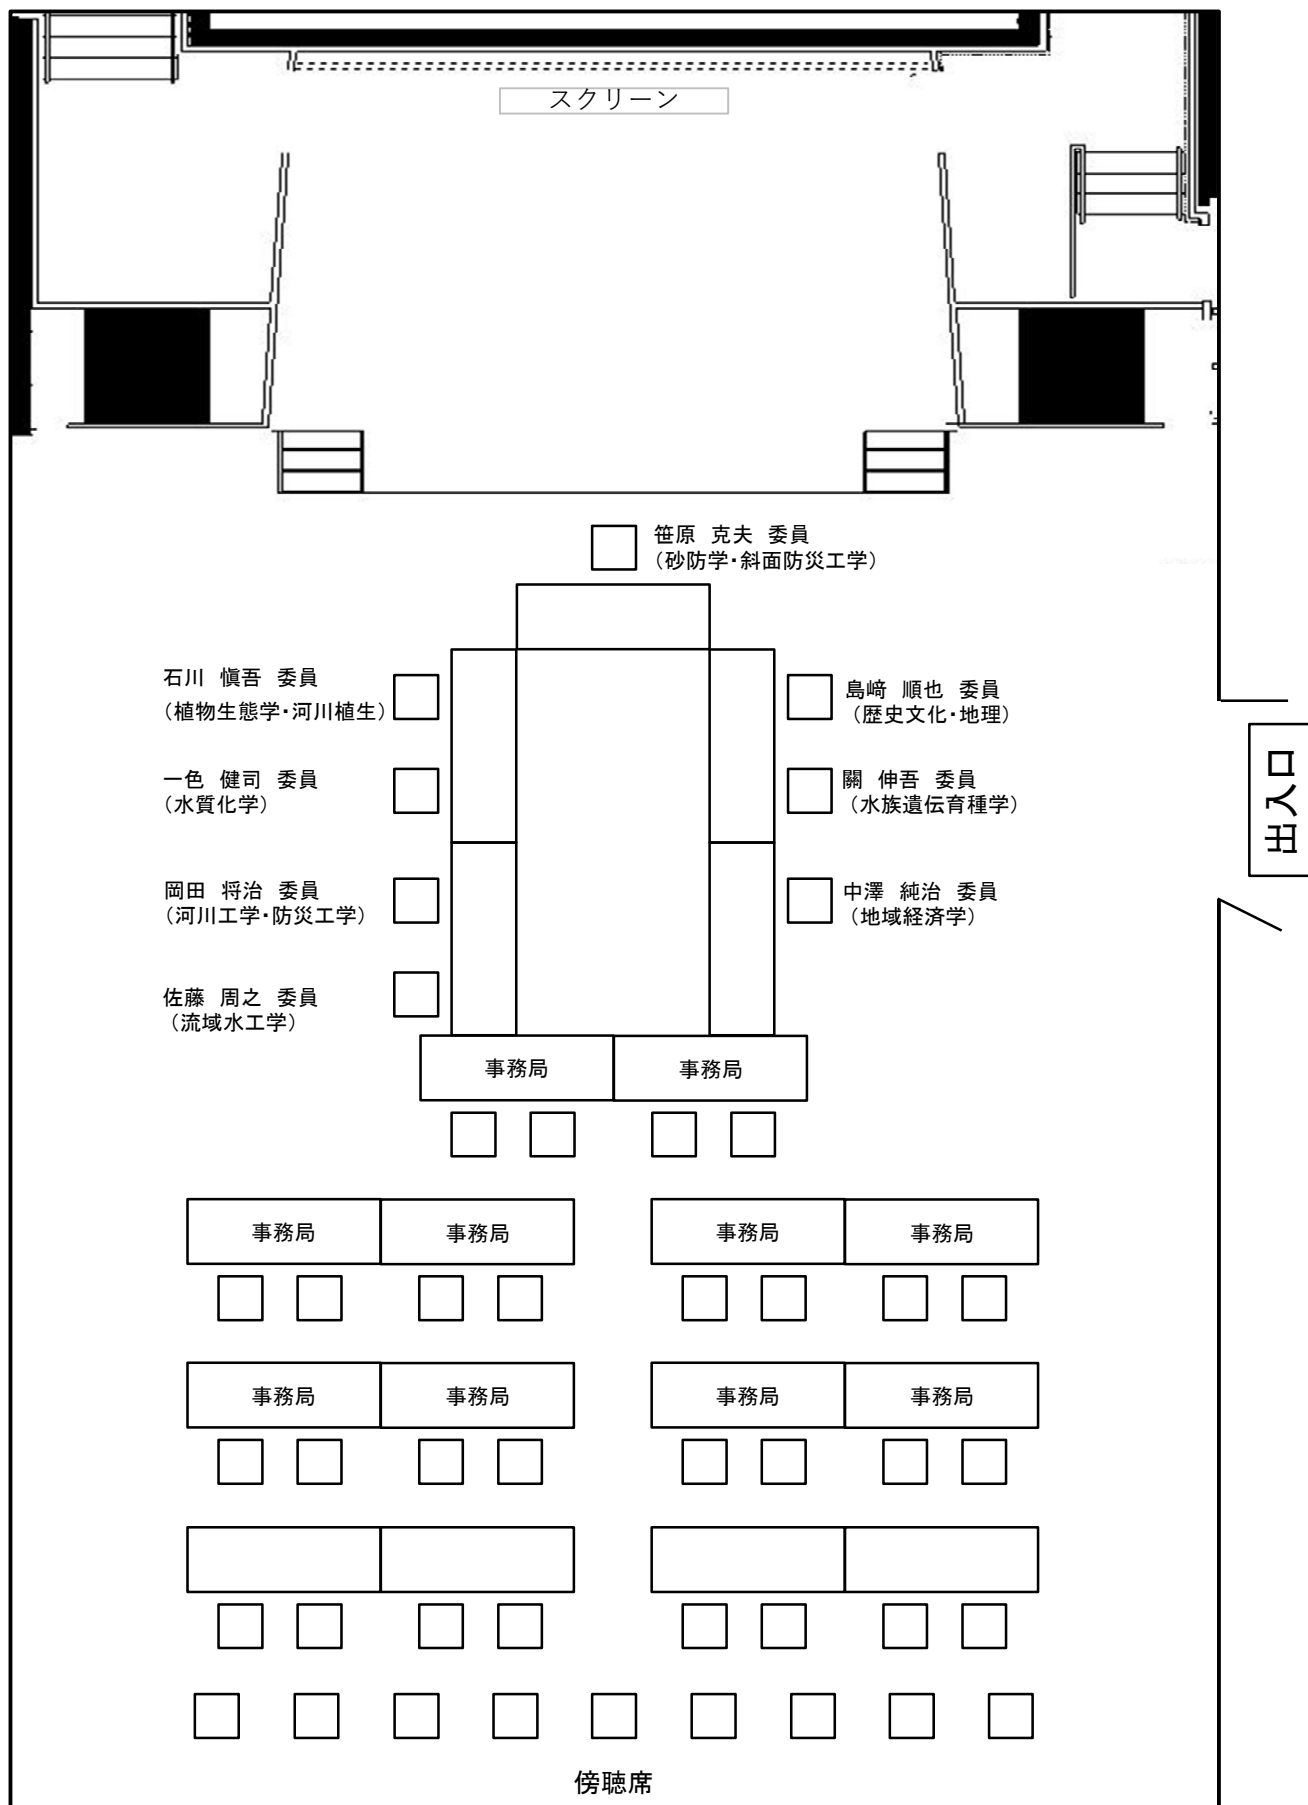 スクリーン
笹原 克夫 委員
（砂防学・斜面防災工学）
石川 愼吾 委員
（植物生態学・河川植生）
島﨑 順也 委員
（歴史文化・地理）
一色 健司 委員
（水質化学）
關 伸吾 委員
（水族遺伝育種学）
出入口
岡田 将治 委員
（河川工学・防災工学）
中澤 純治 委員
（地域経済学）
佐藤 周之 委員
（流域水工学）
事務局 事務局
事務局 事務局 事務局 事務局
事務局 事務局 事務局 事務局
傍聴席